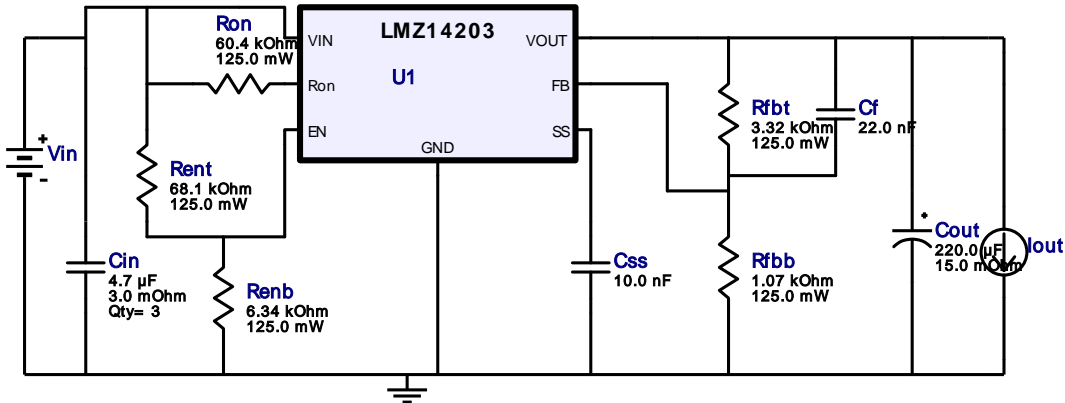 Ron
60.4 kOhm
125.0 mW
LMZ14203
VIN
VOUT
U1
Ron
FB
EN
SS
GND
Rfbt
3.32 kOhm
125.0 mW
Cf
22.0 nF
+
Vin
-
Rent
68.1 kOhm
125.0 mW
Cin
4.7 µF
3.0 mOhm
Qty= 3
Renb
6.34 kOhm
125.0 mW
Css
10.0 nF
Rfbb
1.07 kOhm
125.0 mW
+
Cout
220.0 µF
15.0 mOhm
Iout